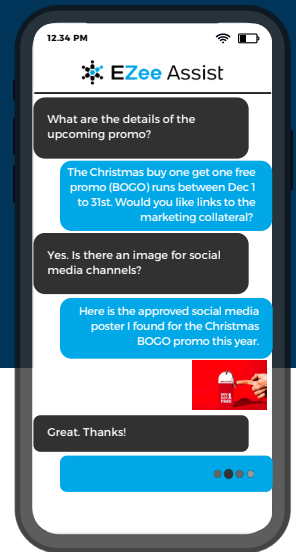 12.34 PM
EZee Assist
What are the details of the
upcoming promo?
The Christmas buy one get one free
promo (BOGO) runs between Dec 1
to 31st. Would you like links to the
marketing collateral?
Yes. Is there an image for social
media channels?
Here is the approved social media
poster I found for the Christmas
BOGO promo this year.
Great. Thanks!